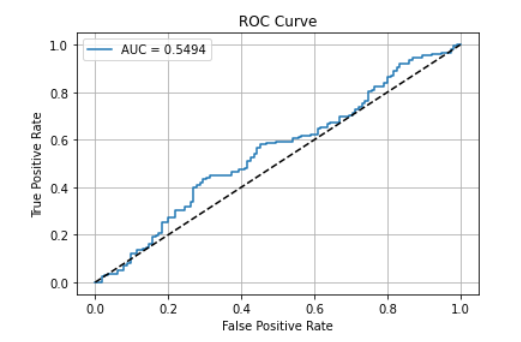 ROC Curve
AUC = 0.5494
1.0
0.8
0.6
0.4
0.2
0.0
True Positive Rate
0.0 0.2 0.4 0.6 0.8 1.0
False Positive Rate